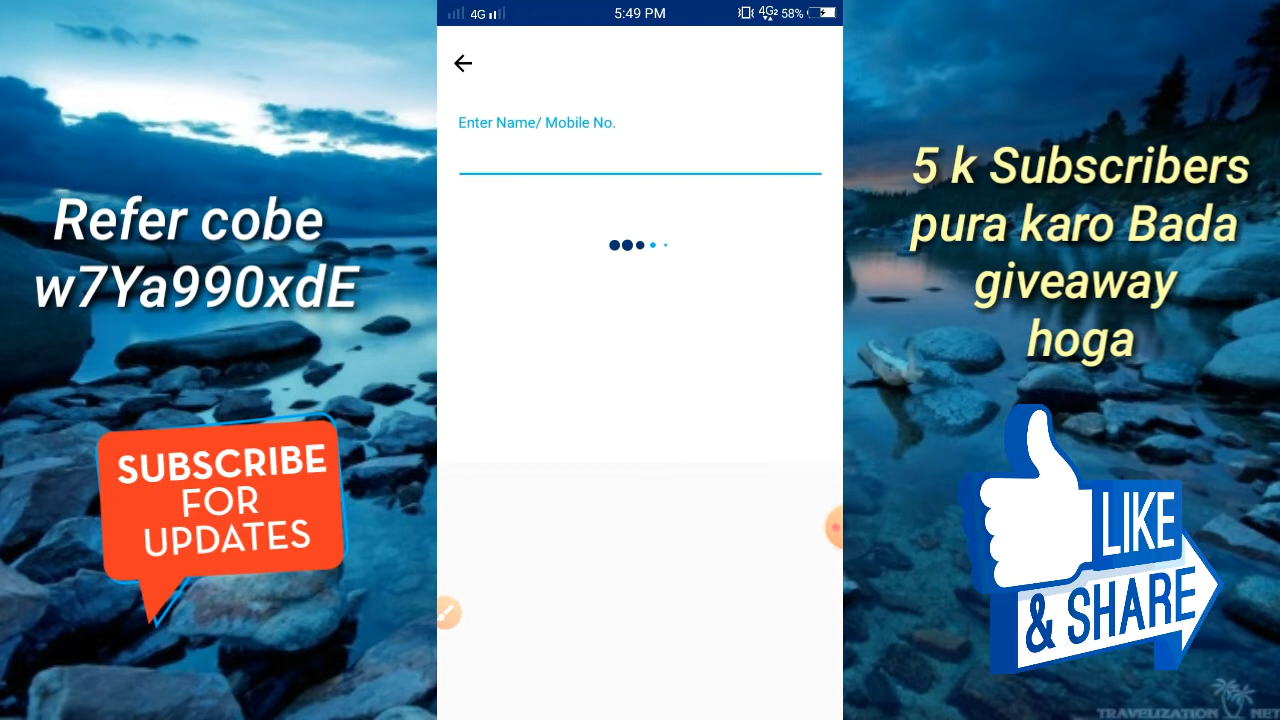 4G
5:49 PM
4G2 58%
Enter Name/ Mobile No.
Refer cobe
w7Ya990xdE
SUBSCRIBE
FOR
UPDATES
5 k Subscribers
pura karo Bada
giveaway
hoga
LIKE
& SHARE
TRAVELIZATION.NET